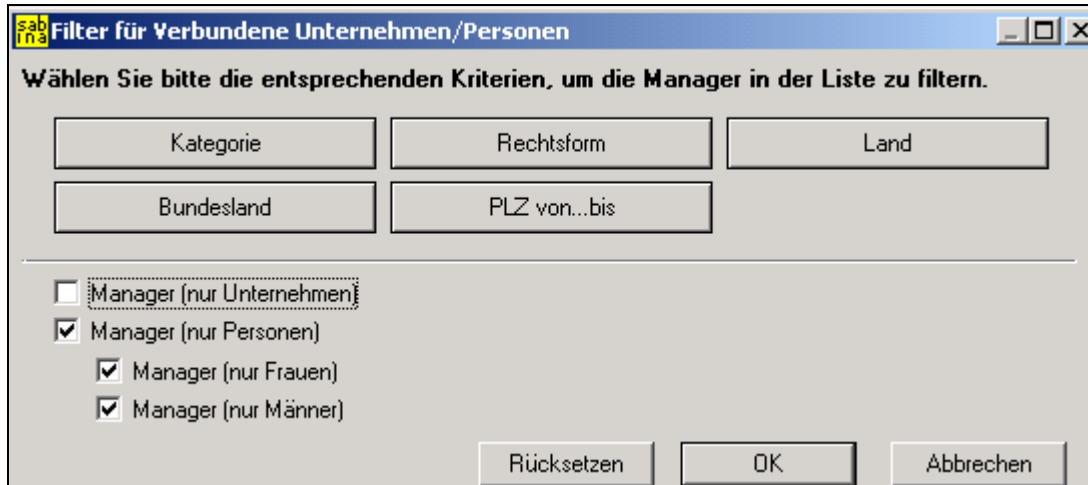 sab
ina
Filter für Verbundene Unternehmen/Personen
Wählen Sie bitte die entsprechenden Kriterien, um die Manager in der Liste zu filtern.
Kategorie Rechtsform Land
Bundesland PLZ von...bis
Manager (nur Unternehmen)
Manager (nur Personen)
Manager (nur Frauen)
Manager (nur Männer)
Rücksetzen OK Abbrechen